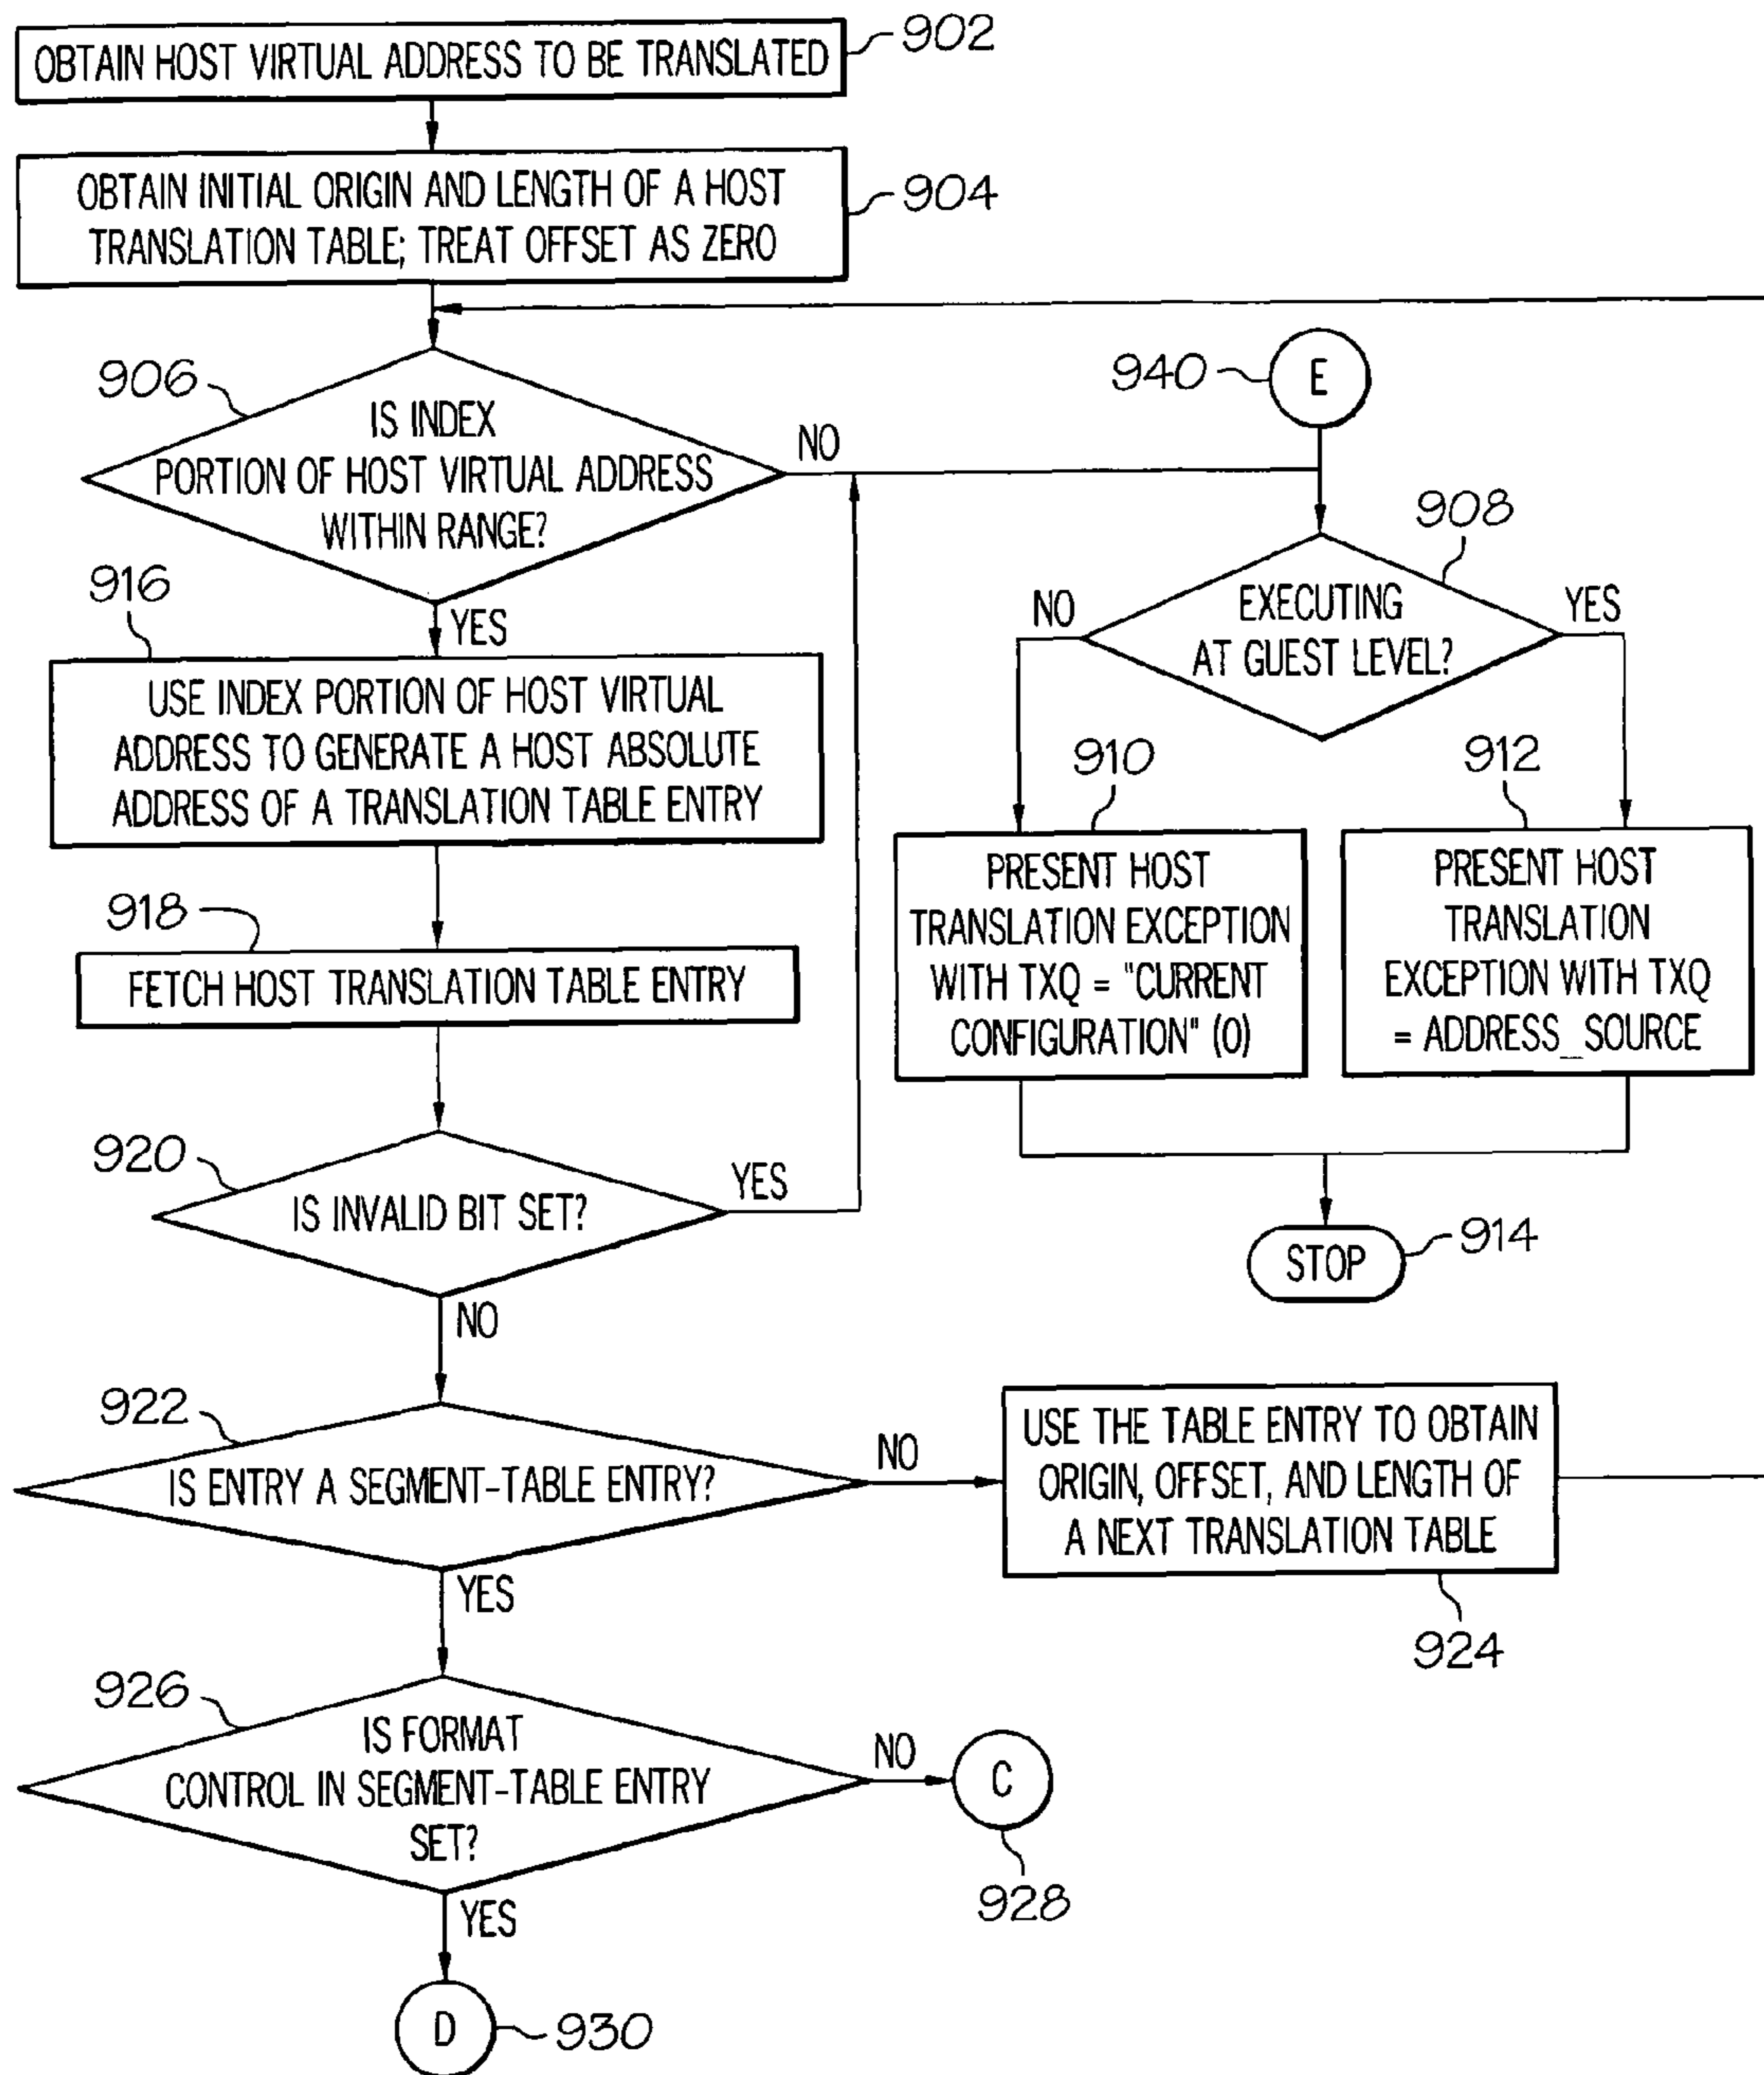 OBTAIN HOST VIRTUAL ADDRESS TO BE TRANSLATED
902
OBTAIN INITIAL ORIGIN AND LENGTH OF A HOST
TRANSLATION TABLE; TREAT OFFSET AS ZERO
904
906
IS INDEX
PORTION OF HOST VIRTUAL ADDRESS
WITHIN RANGE?
NO
YES
940
E
908
EXECUTING
AT GUEST LEVEL?
NO
YES
916
USE INDEX PORTION OF HOST VIRTUAL
ADDRESS TO GENERATE A HOST ABSOLUTE
ADDRESS OF A TRANSLATION TABLE ENTRY
910
PRESENT HOST
TRANSLATION EXCEPTION
WITH TXQ = "CURRENT
CONFIGURATION" (0)
912
PRESENT HOST
TRANSLATION
EXCEPTION WITH TXQ
= ADDRESS_SOURCE
918
FETCH HOST TRANSLATION TABLE ENTRY
920
IS INVALID BIT SET?
YES
NO
STOP
914
922
IS ENTRY A SEGMENT-TABLE ENTRY?
NO
YES
USE THE TABLE ENTRY TO OBTAIN
ORIGIN, OFFSET, AND LENGTH OF
A NEXT TRANSLATION TABLE
924
926
IS FORMAT
CONTROL IN SEGMENT-TABLE ENTRY
SET?
NO
C
928
YES
D
930